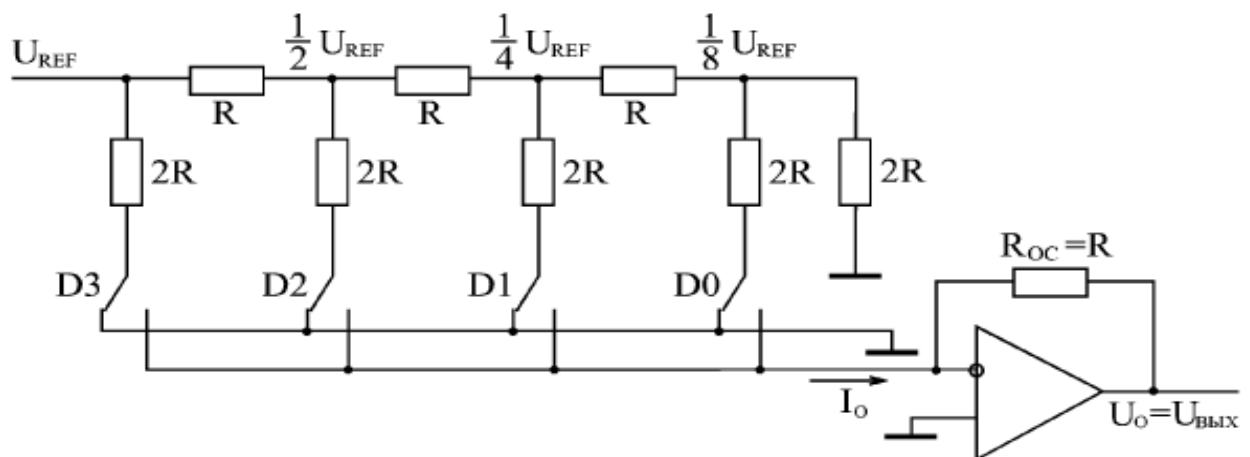 U_REF 1/2 U_REF 1/4 U_REF 1/8 U_REF
R R R
2R 2R 2R 2R 2R
R_OC=R
D3 D2 D1 D0
I_O
U_O=U_ВЫХ